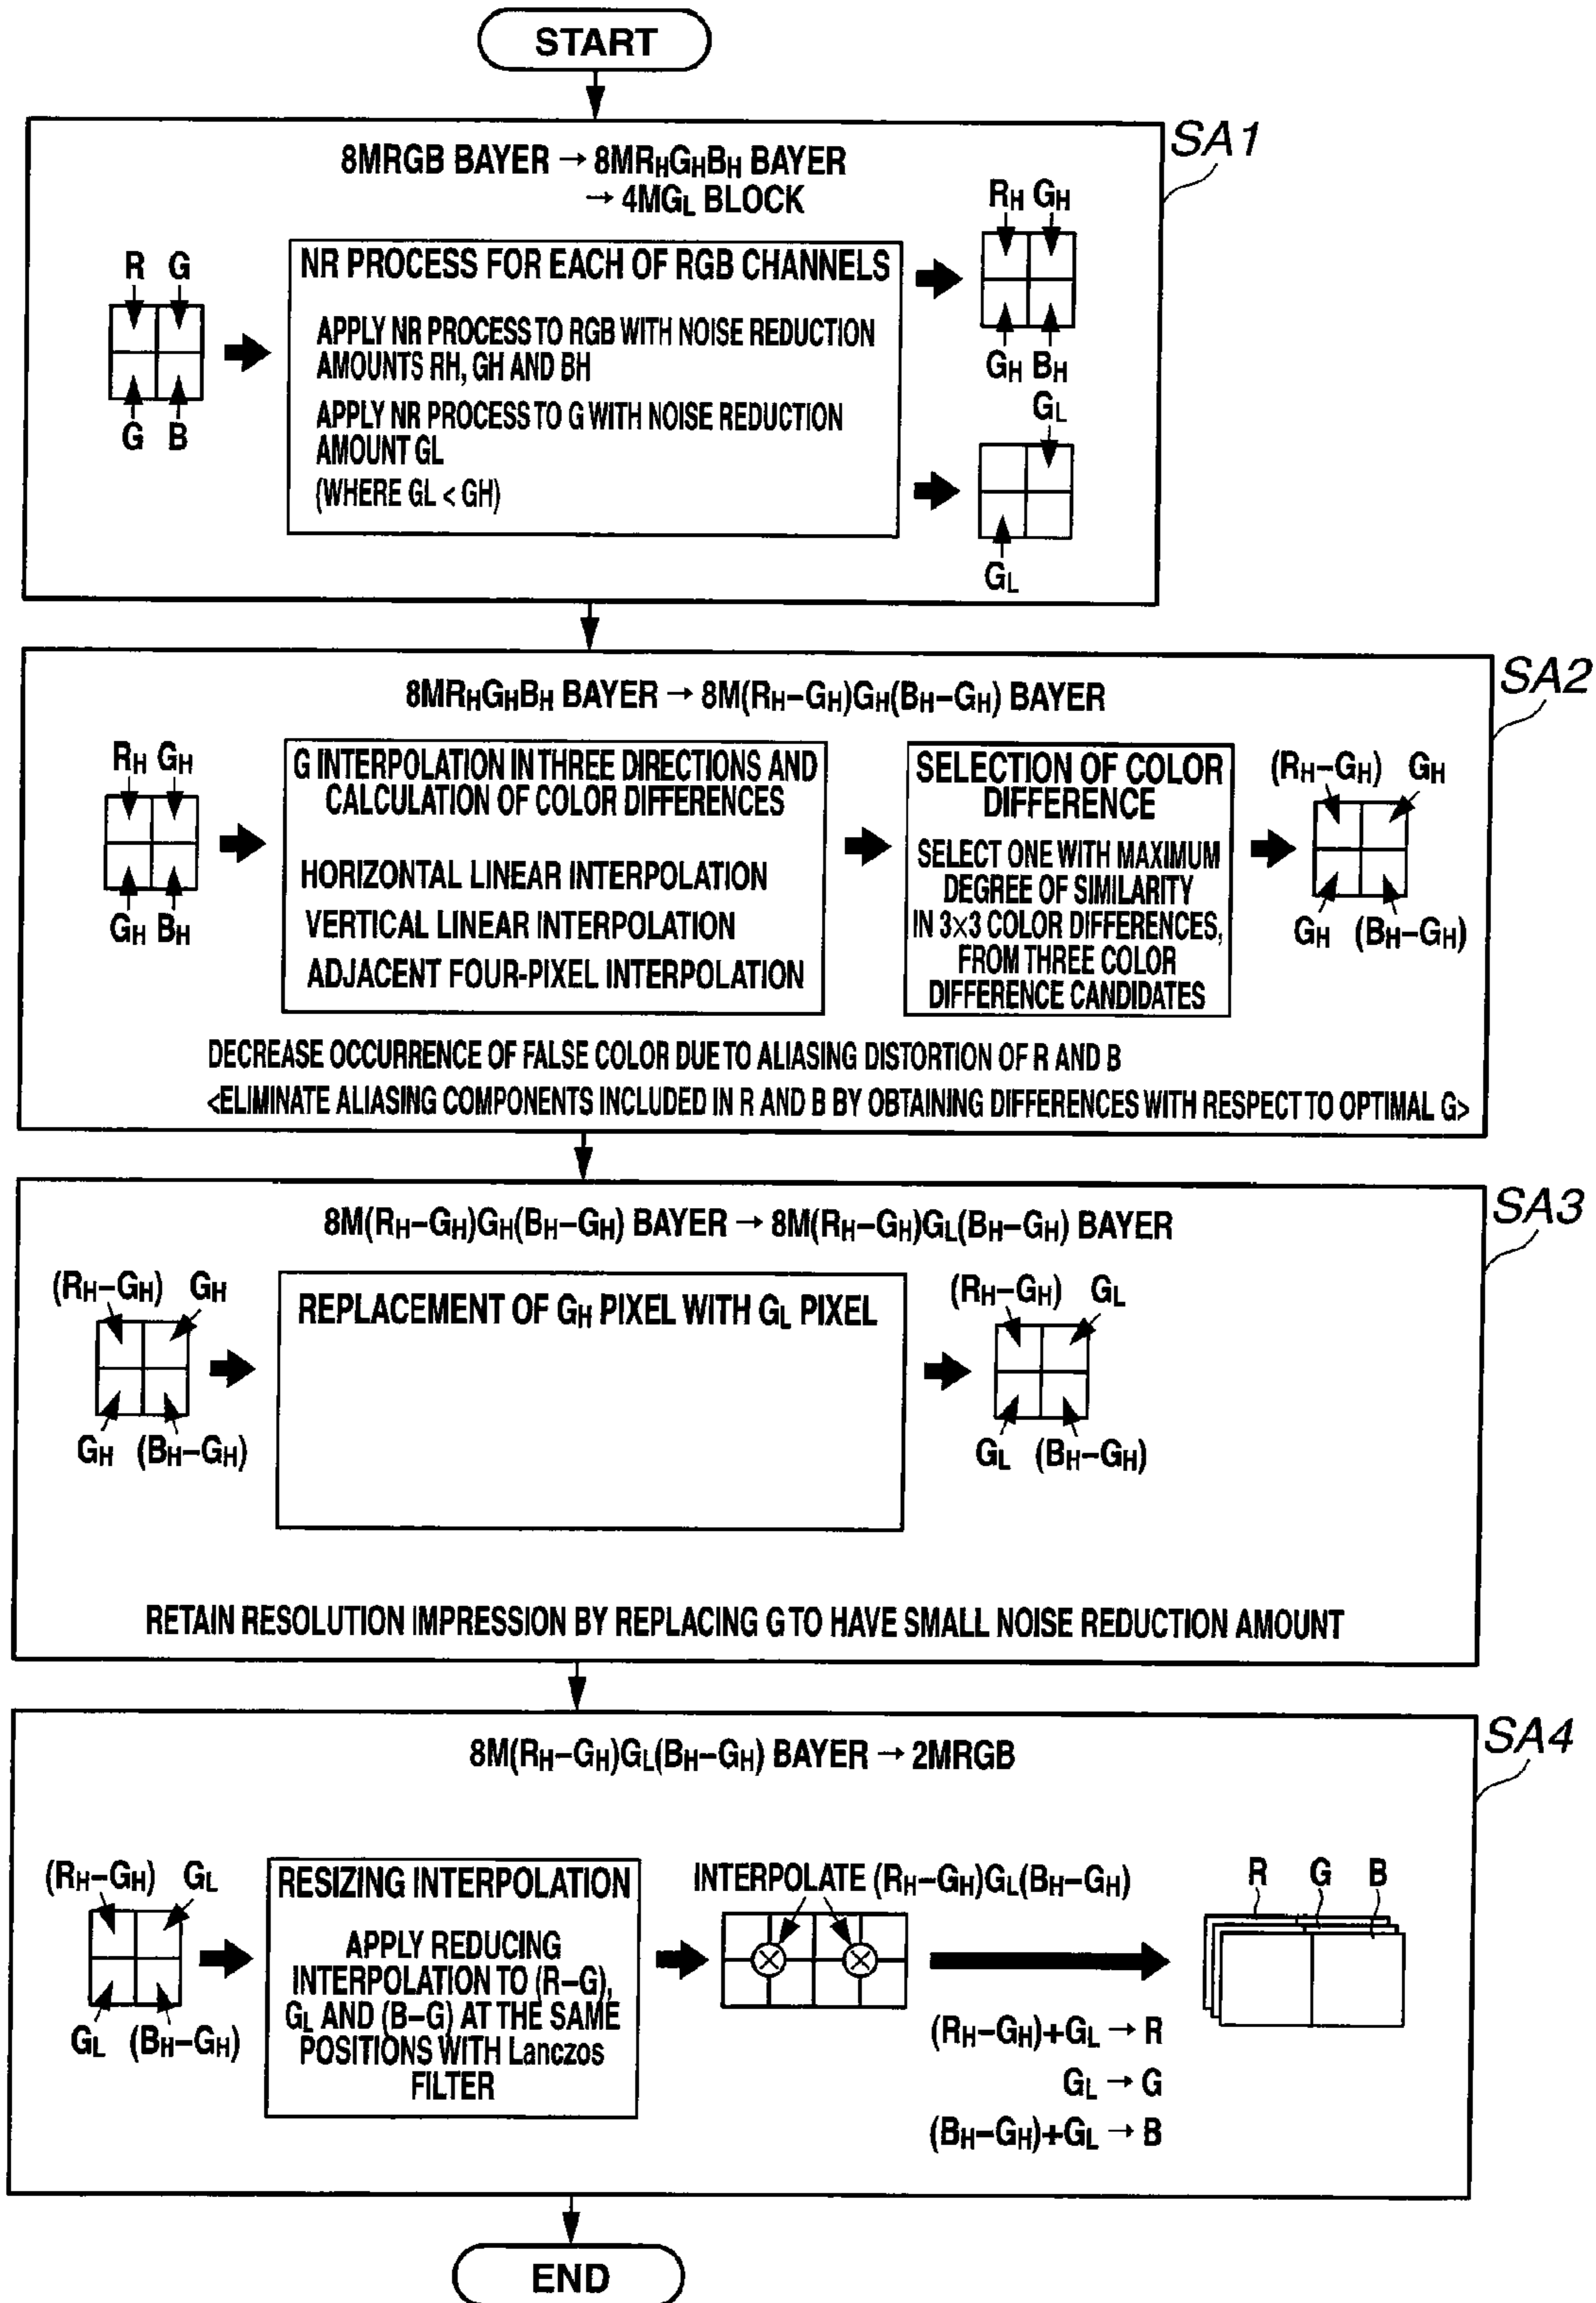 START
SA1
8MRGB BAYER → 8MRHGHBH BAYER
→ 4MGL BLOCK
R G
G B
NR PROCESS FOR EACH OF RGB CHANNELS
APPLY NR PROCESS TO RGB WITH NOISE REDUCTION
AMOUNTS RH, GH AND BH
APPLY NR PROCESS TO G WITH NOISE REDUCTION
AMOUNT GL
(WHERE GL < GH)
RH GH
GH BH
GL
GL
SA2
8MRHGHBH BAYER → 8M(RH–GH)GH(BH–GH) BAYER
RH GH
GH BH
G INTERPOLATION IN THREE DIRECTIONS AND
CALCULATION OF COLOR DIFFERENCES
HORIZONTAL LINEAR INTERPOLATION
VERTICAL LINEAR INTERPOLATION
ADJACENT FOUR-PIXEL INTERPOLATION
SELECTION OF COLOR
DIFFERENCE
SELECT ONE WITH MAXIMUM
DEGREE OF SIMILARITY
IN 3×3 COLOR DIFFERENCES,
FROM THREE COLOR
DIFFERENCE CANDIDATES
(RH–GH) GH
GH (BH–GH)
DECREASE OCCURRENCE OF FALSE COLOR DUE TO ALIASING DISTORTION OF R AND B
<ELIMINATE ALIASING COMPONENTS INCLUDED IN R AND B BY OBTAINING DIFFERENCES WITH RESPECT TO OPTIMAL G>
SA3
8M(RH–GH)GH(BH–GH) BAYER → 8M(RH–GH)GL(BH–GH) BAYER
(RH–GH) GH
GH (BH–GH)
REPLACEMENT OF GH PIXEL WITH GL PIXEL
(RH–GH) GL
GL (BH–GH)
RETAIN RESOLUTION IMPRESSION BY REPLACING G TO HAVE SMALL NOISE REDUCTION AMOUNT
SA4
8M(RH–GH)GL(BH–GH) BAYER → 2MRGB
(RH–GH) GL
GL (BH–GH)
RESIZING INTERPOLATION
APPLY REDUCING
INTERPOLATION TO (R–G),
GL AND (B–G) AT THE SAME
POSITIONS WITH Lanczos
FILTER
INTERPOLATE (RH–GH)GL(BH–GH)
R G B
(RH–GH)+GL → R
GL → G
(BH–GH)+GL → B
END